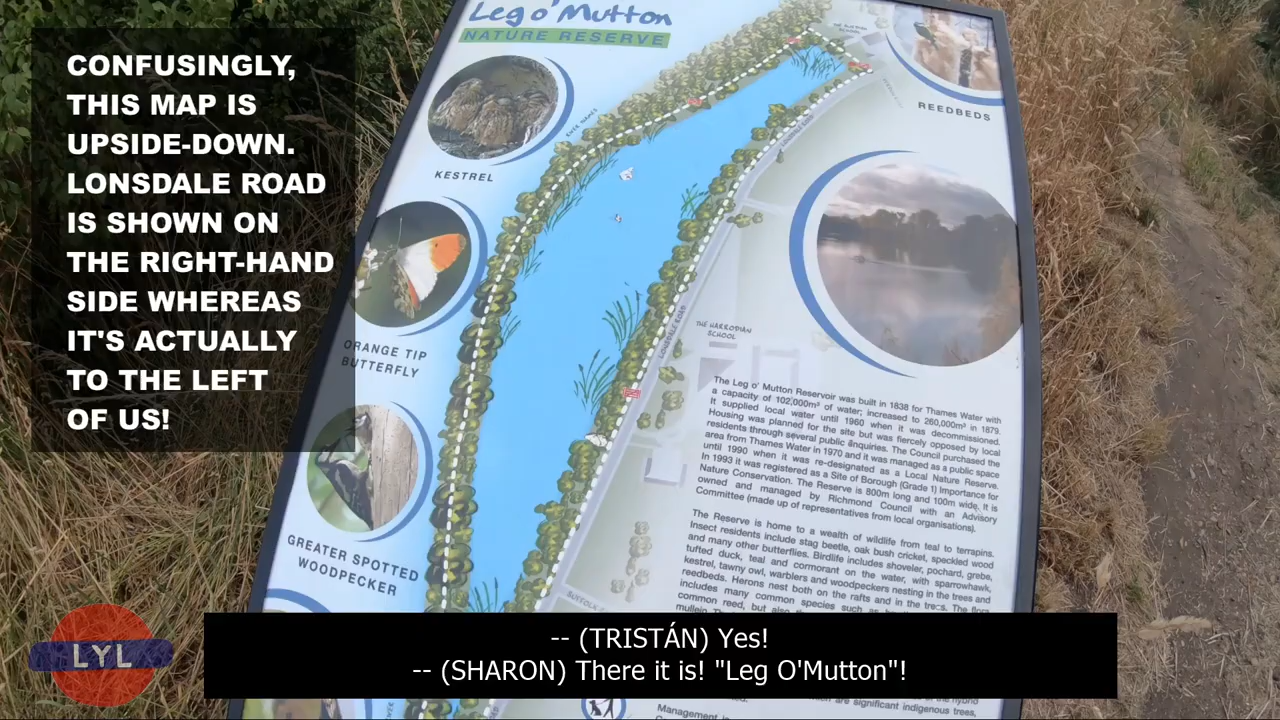 CONFUSINGLY,
THIS MAP IS
UPSIDE-DOWN.
LONSDALE ROAD
IS SHOWN ON
THE RIGHT-HAND
SIDE WHEREAS
IT'S ACTUALLY
TO THE LEFT
OF US!
Leg o' Mutton
NATURE RESERVE
KESTREL
ORANGE TIP
BUTTERFLY
GREATER SPOTTED
WOODPECKER
REEDBEDS
RIVER THAMES
LONSDALE ROAD
THE HARRODIAN
SCHOOL
The Leg o' Mutton Reservoir was built in 1838 for Thames Water with
a capacity of 102,000m³ of water; increased to 260,000m³ in 1879.
It supplied local water until 1960 when it was decommissioned.
Housing was planned for the site but was fiercely opposed by local
residents through several public enquiries. The Council purchased the
area from Thames Water in 1970 and it was managed as a public space
until 1990 when it was re-designated as a Local Nature Reserve.
In 1993 it was registered as a Site of Borough (Grade 1) Importance for
Nature Conservation. The Reserve is 800m long and 100m wide. It is
owned and managed by Richmond Council with an Advisory
Committee (made up of representatives from local organisations).
The Reserve is home to a wealth of wildlife from teal to terrapins.
Insect residents include stag beetle, oak bush cricket, speckled wood
and many other butterflies. Birdlife includes shoveler, pochard, grebe,
tufted duck, teal and cormorant on the water, with sparrowhawk,
kestrel, tawny owl, warblers and woodpeckers nesting in the trees and
reedbeds. Herons nest both on the rafts and in the trees. The flora
includes many common species such as
common reed, but also
mullein.
-- (TRISTÁN) Yes!
-- (SHARON) There it is! "Leg O'Mutton"!
are significant indigenous trees,
Management
LYL